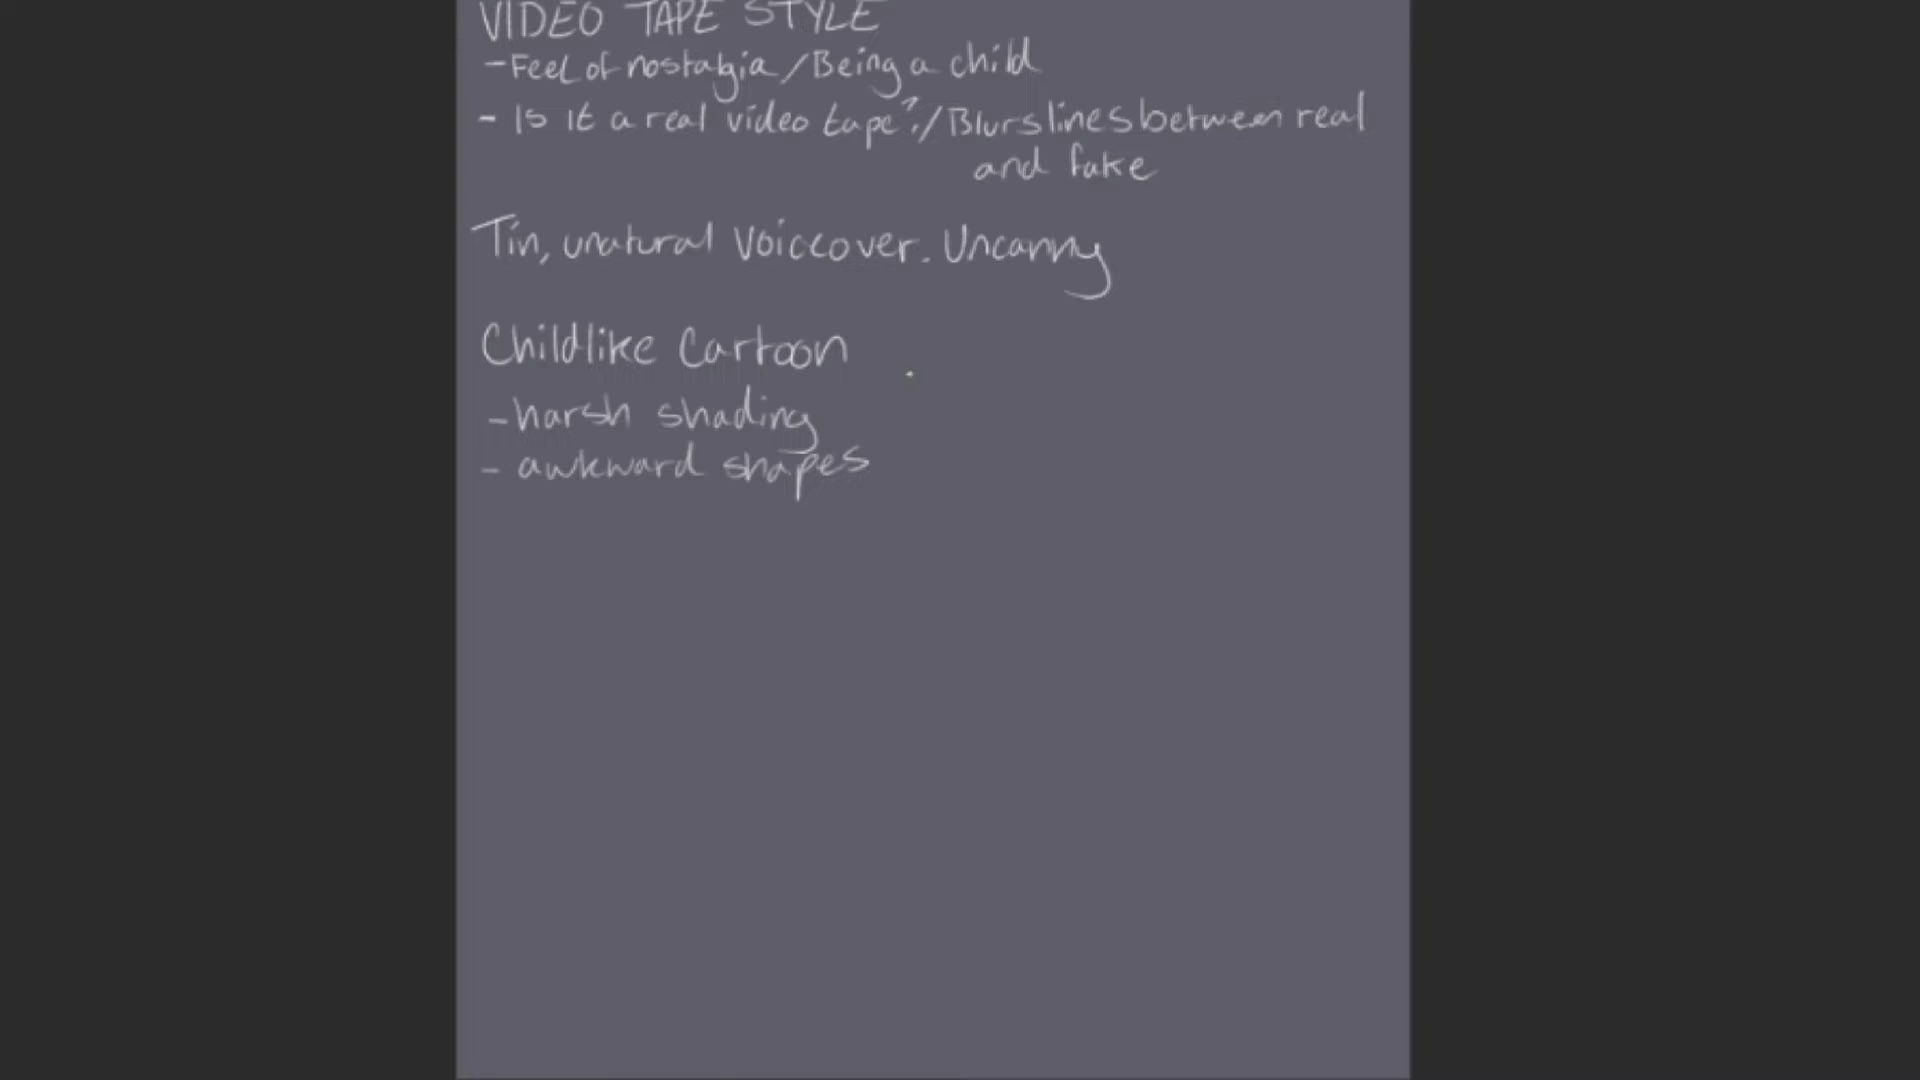 VIDEO TAPE STYLE
- Feel of nostalgia / Being a child
- Is it a real video tape? / Blurs lines between real
and fake
Tin, unatural Voiceover. Uncanny
Childlike Cartoon
- harsh shading
- awkward shapes